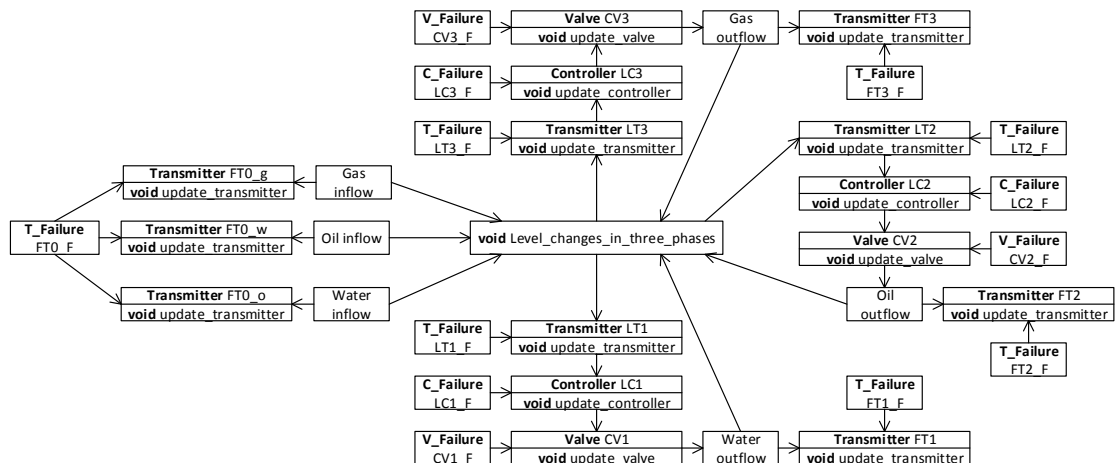 V_Failure
CV3_F
Valve CV3
void update_valve
Gas
outflow
Transmitter FT3
void update_transmitter
C_Failure
LC3_F
Controller LC3
void update_controller
T_Failure
FT3_F
T_Failure
LT3_F
Transmitter LT3
void update_transmitter
Transmitter LT2
void update_transmitter
T_Failure
LT2_F
Transmitter FT0_g
void update_transmitter
Gas
inflow
Controller LC2
void update_controller
C_Failure
LC2_F
T_Failure
FT0_F
Transmitter FT0_w
void update_transmitter
Oil inflow
void Level_changes_in_three_phases
Valve CV2
void update_valve
V_Failure
CV2_F
Transmitter FT0_o
void update_transmitter
Water
inflow
Oil
outflow
Transmitter FT2
void update_transmitter
T_Failure
LT1_F
Transmitter LT1
void update_transmitter
T_Failure
FT2_F
C_Failure
LC1_F
Controller LC1
void update_controller
T_Failure
FT1_F
V_Failure
CV1_F
Valve CV1
void update_valve
Water
outflow
Transmitter FT1
void update_transmitter